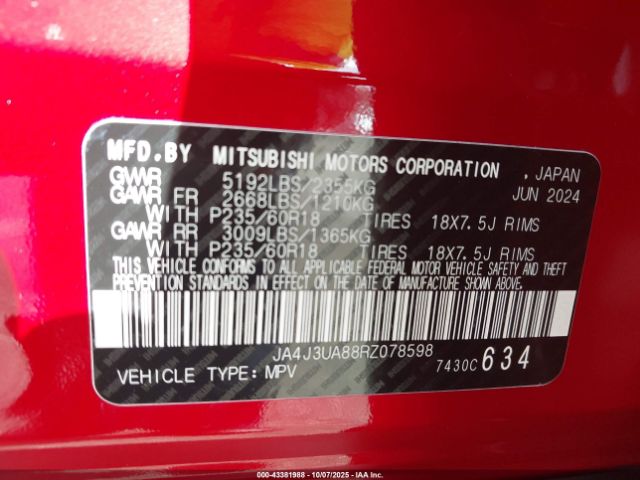 MFD. BY MITSUBISHI MOTORS CORPORATION . JAPAN
GVWR 5192LBS/2355KG JUN 2024
GAWR FR 2668LBS/1210KG
WITH P235/60R18 TIRES 18X7.5J RIMS
GAWR RR 3009LBS/1365KG
WITH P235/60R18 TIRES 18X7.5J RIMS
THIS VEHICLE CONFORMS TO ALL APPLICABLE FEDERAL MOTOR VEHICLE SAFETY AND THEFT
PREVENTION STANDARDS IN EFFECT ON THE DATE OF MANUFACTURE SHOWN ABOVE.
JA4J3UA88RZ078598
VEHICLE TYPE: MPV 7430C 634
000-43381988 - 10/07/2025 - IAA Inc.